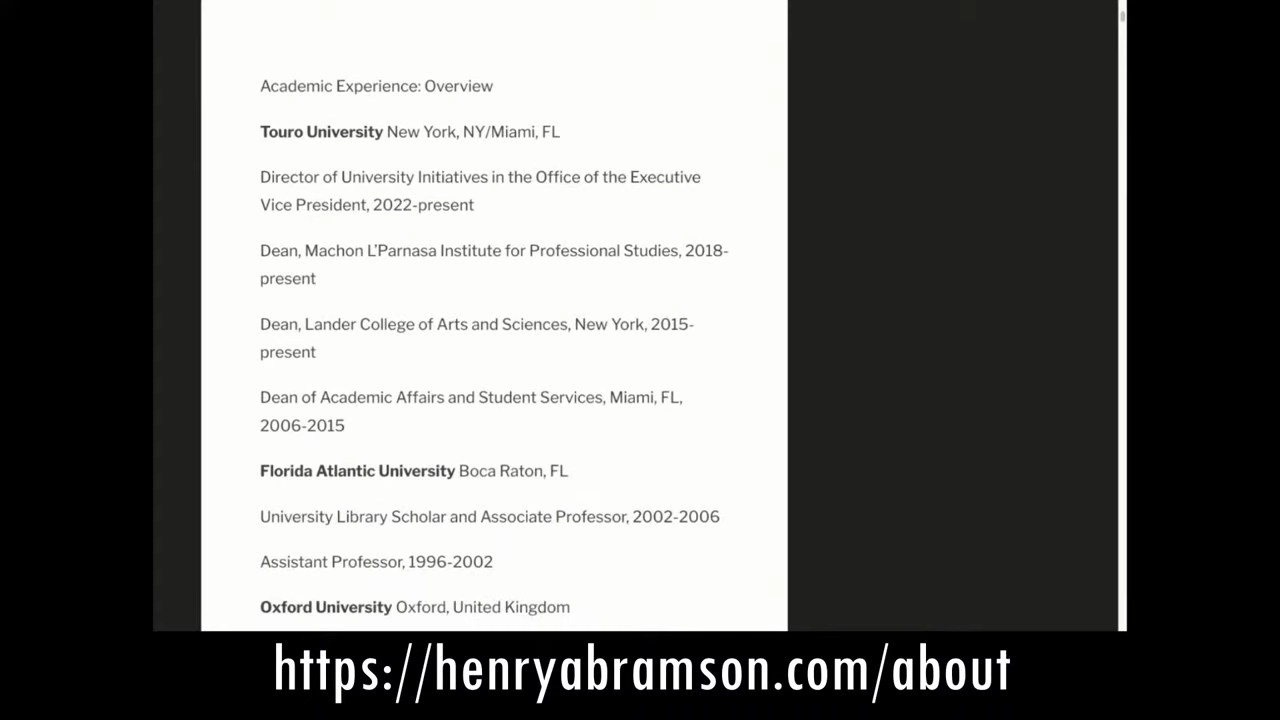 Academic Experience: Overview
Touro University New York, NY/Miami, FL
Director of University Initiatives in the Office of the Executive
Vice President, 2022-present
Dean, Machon L’Parnasa Institute for Professional Studies, 2018-
present
Dean, Lander College of Arts and Sciences, New York, 2015-
present
Dean of Academic Affairs and Student Services, Miami, FL,
2006-2015
Florida Atlantic University Boca Raton, FL
University Library Scholar and Associate Professor, 2002-2006
Assistant Professor, 1996-2002
Oxford University Oxford, United Kingdom
https://henryabramson.com/about